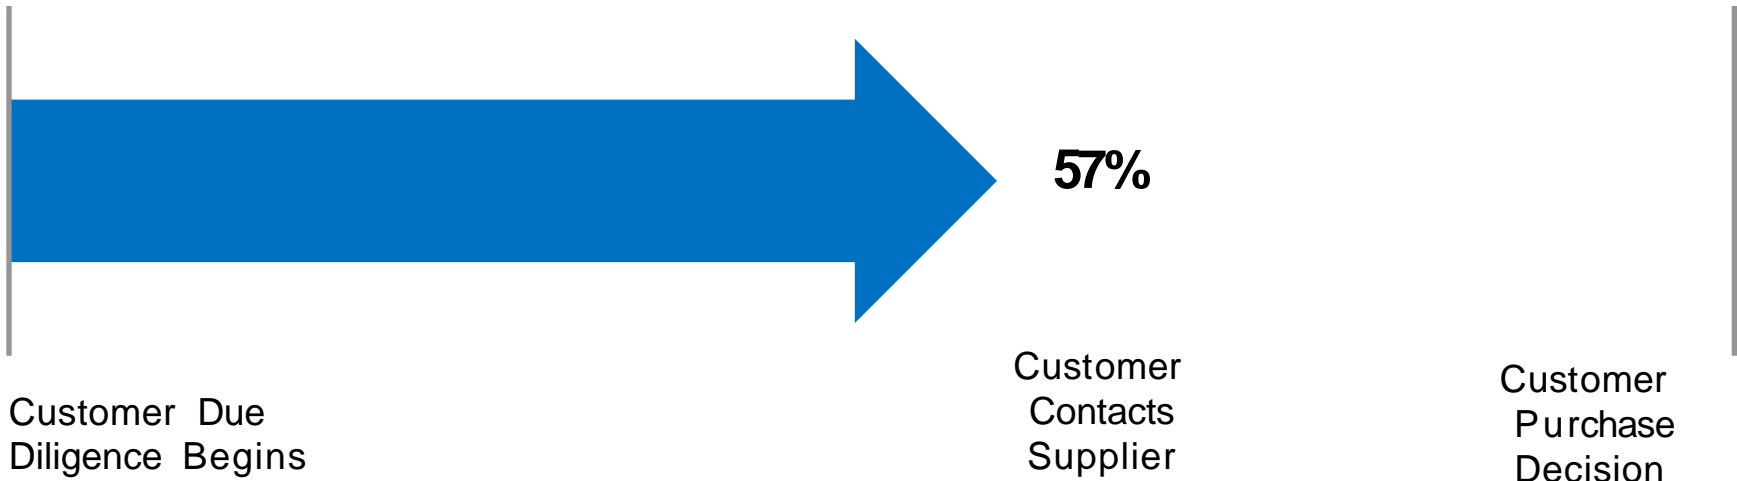 57%
Customer Due
Diligence Begins
Customer
Contacts
Supplier
Customer
Purchase
Decision